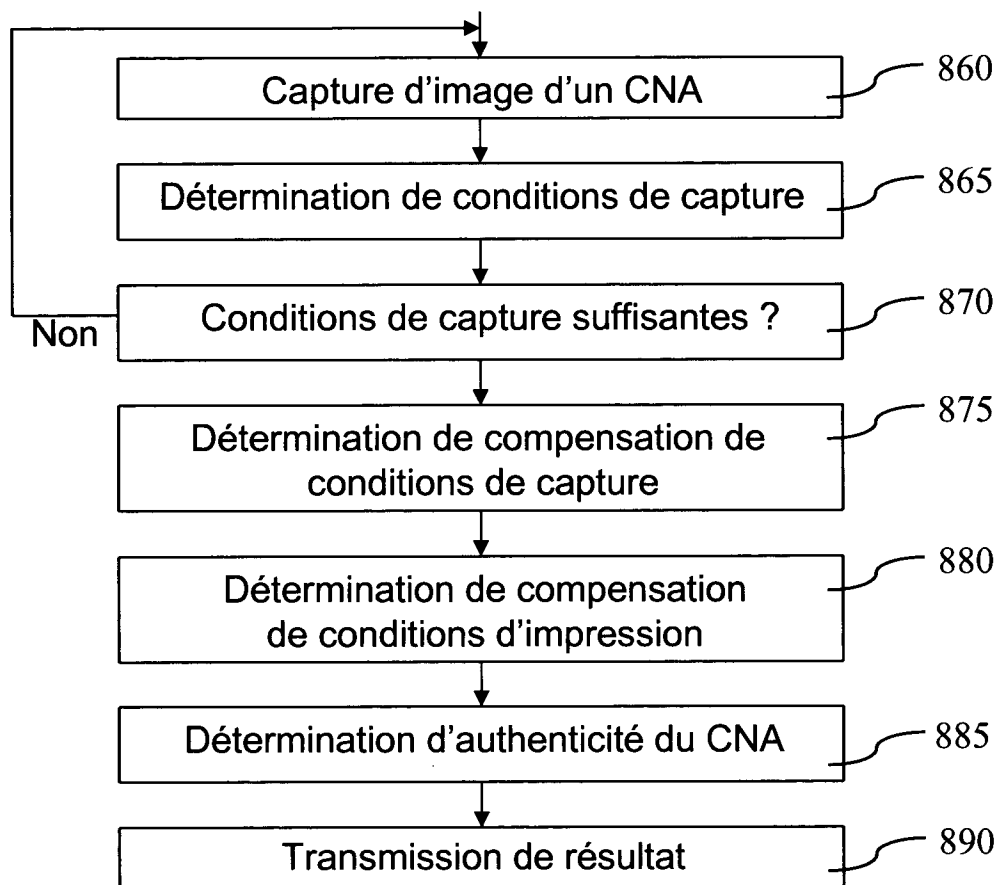 Capture d'image d'un CNA
860
Détermination de conditions de capture
865
Conditions de capture suffisantes ?
870
Non
Détermination de compensation de
conditions de capture
875
Détermination de compensation
de conditions d'impression
880
Détermination d'authenticité du CNA
885
Transmission de résultat
890